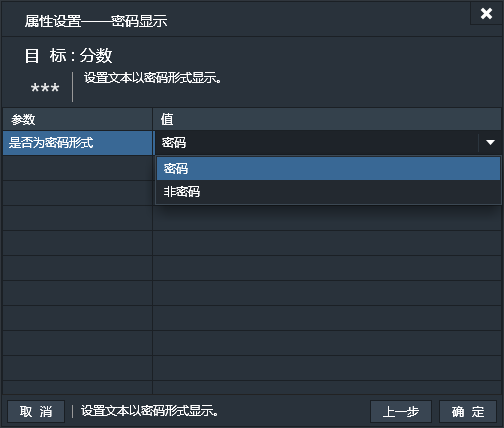 属性设置——密码显示
目 标 : 分数
*** 设置文本以密码形式显示。
参数 值
是否为密码形式 密码
密码
非密码
取 消 设置文本以密码形式显示。 上一步 确 定